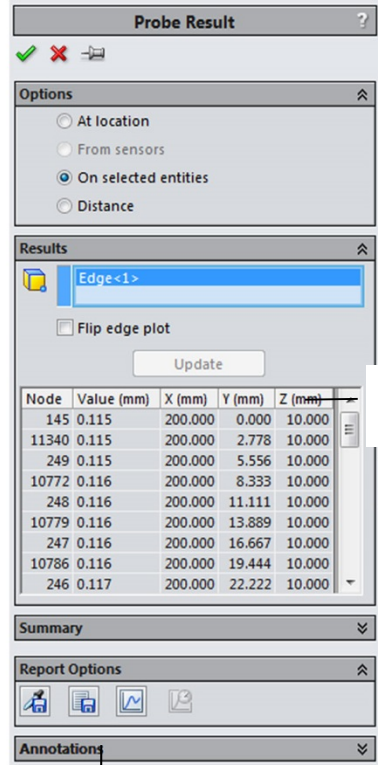 Probe Result ?
Options
At location
From sensors
On selected entities
Distance
Results
Edge<1>
Flip edge plot
Update
Node Value (mm) X (mm) Y (mm) Z (mm)
145 0.115 200.000 0.000 10.000
11340 0.115 200.000 2.778 10.000
249 0.115 200.000 5.556 10.000
10772 0.116 200.000 8.333 10.000
248 0.116 200.000 11.111 10.000
10779 0.116 200.000 13.889 10.000
247 0.116 200.000 16.667 10.000
10786 0.116 200.000 19.444 10.000
246 0.117 200.000 22.222 10.000
Summary
Report Options
Annotations